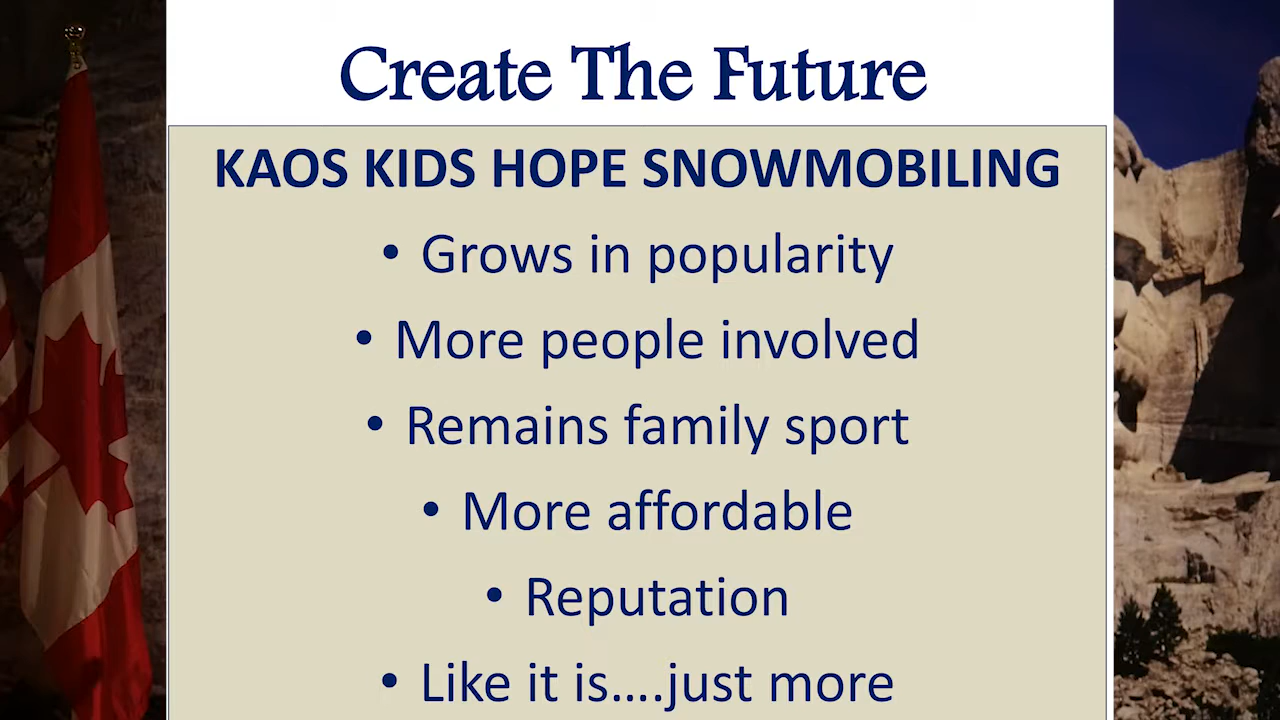 Create The Future
KAOS KIDS HOPE SNOWMOBILING
• Grows in popularity
• More people involved
• Remains family sport
• More affordable
• Reputation
• Like it is….just more